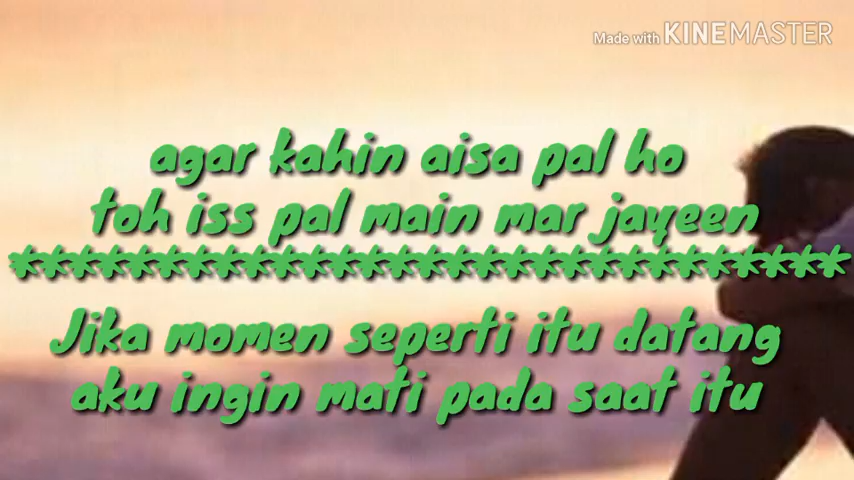 Made with KINEMASTER
agar kahin aisa pal ho
toh iss pal main mar jayeen
*****************************
Jika momen seperti itu datang
aku ingin mati pada saat itu